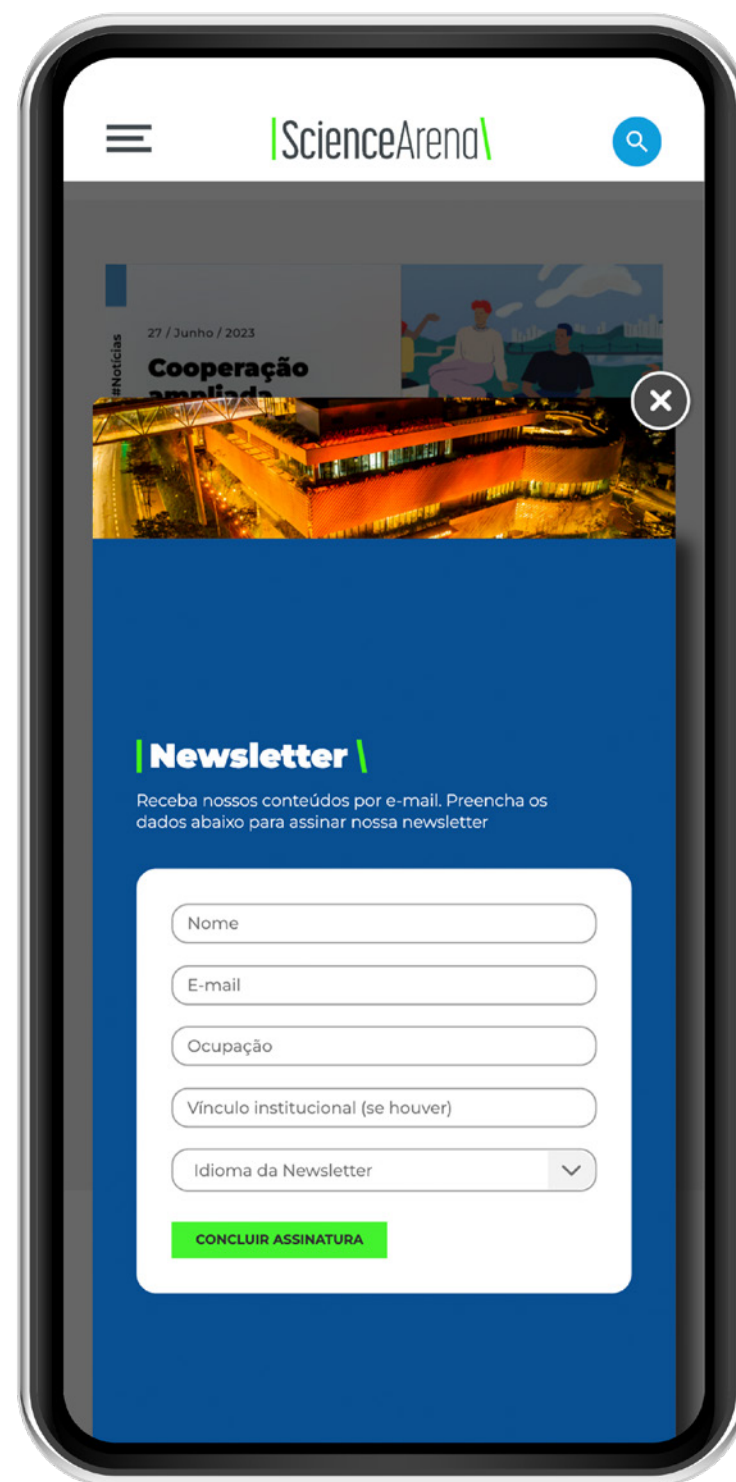 |ScienceArena\
#Notícias
27 / Junho / 2023
Cooperação
ampliada
|Newsletter \
Receba nossos conteúdos por e-mail. Preencha os
dados abaixo para assinar nossa newsletter
Nome
E-mail
Ocupação
Vínculo institucional (se houver)
Idioma da Newsletter
CONCLUIR ASSINATURA